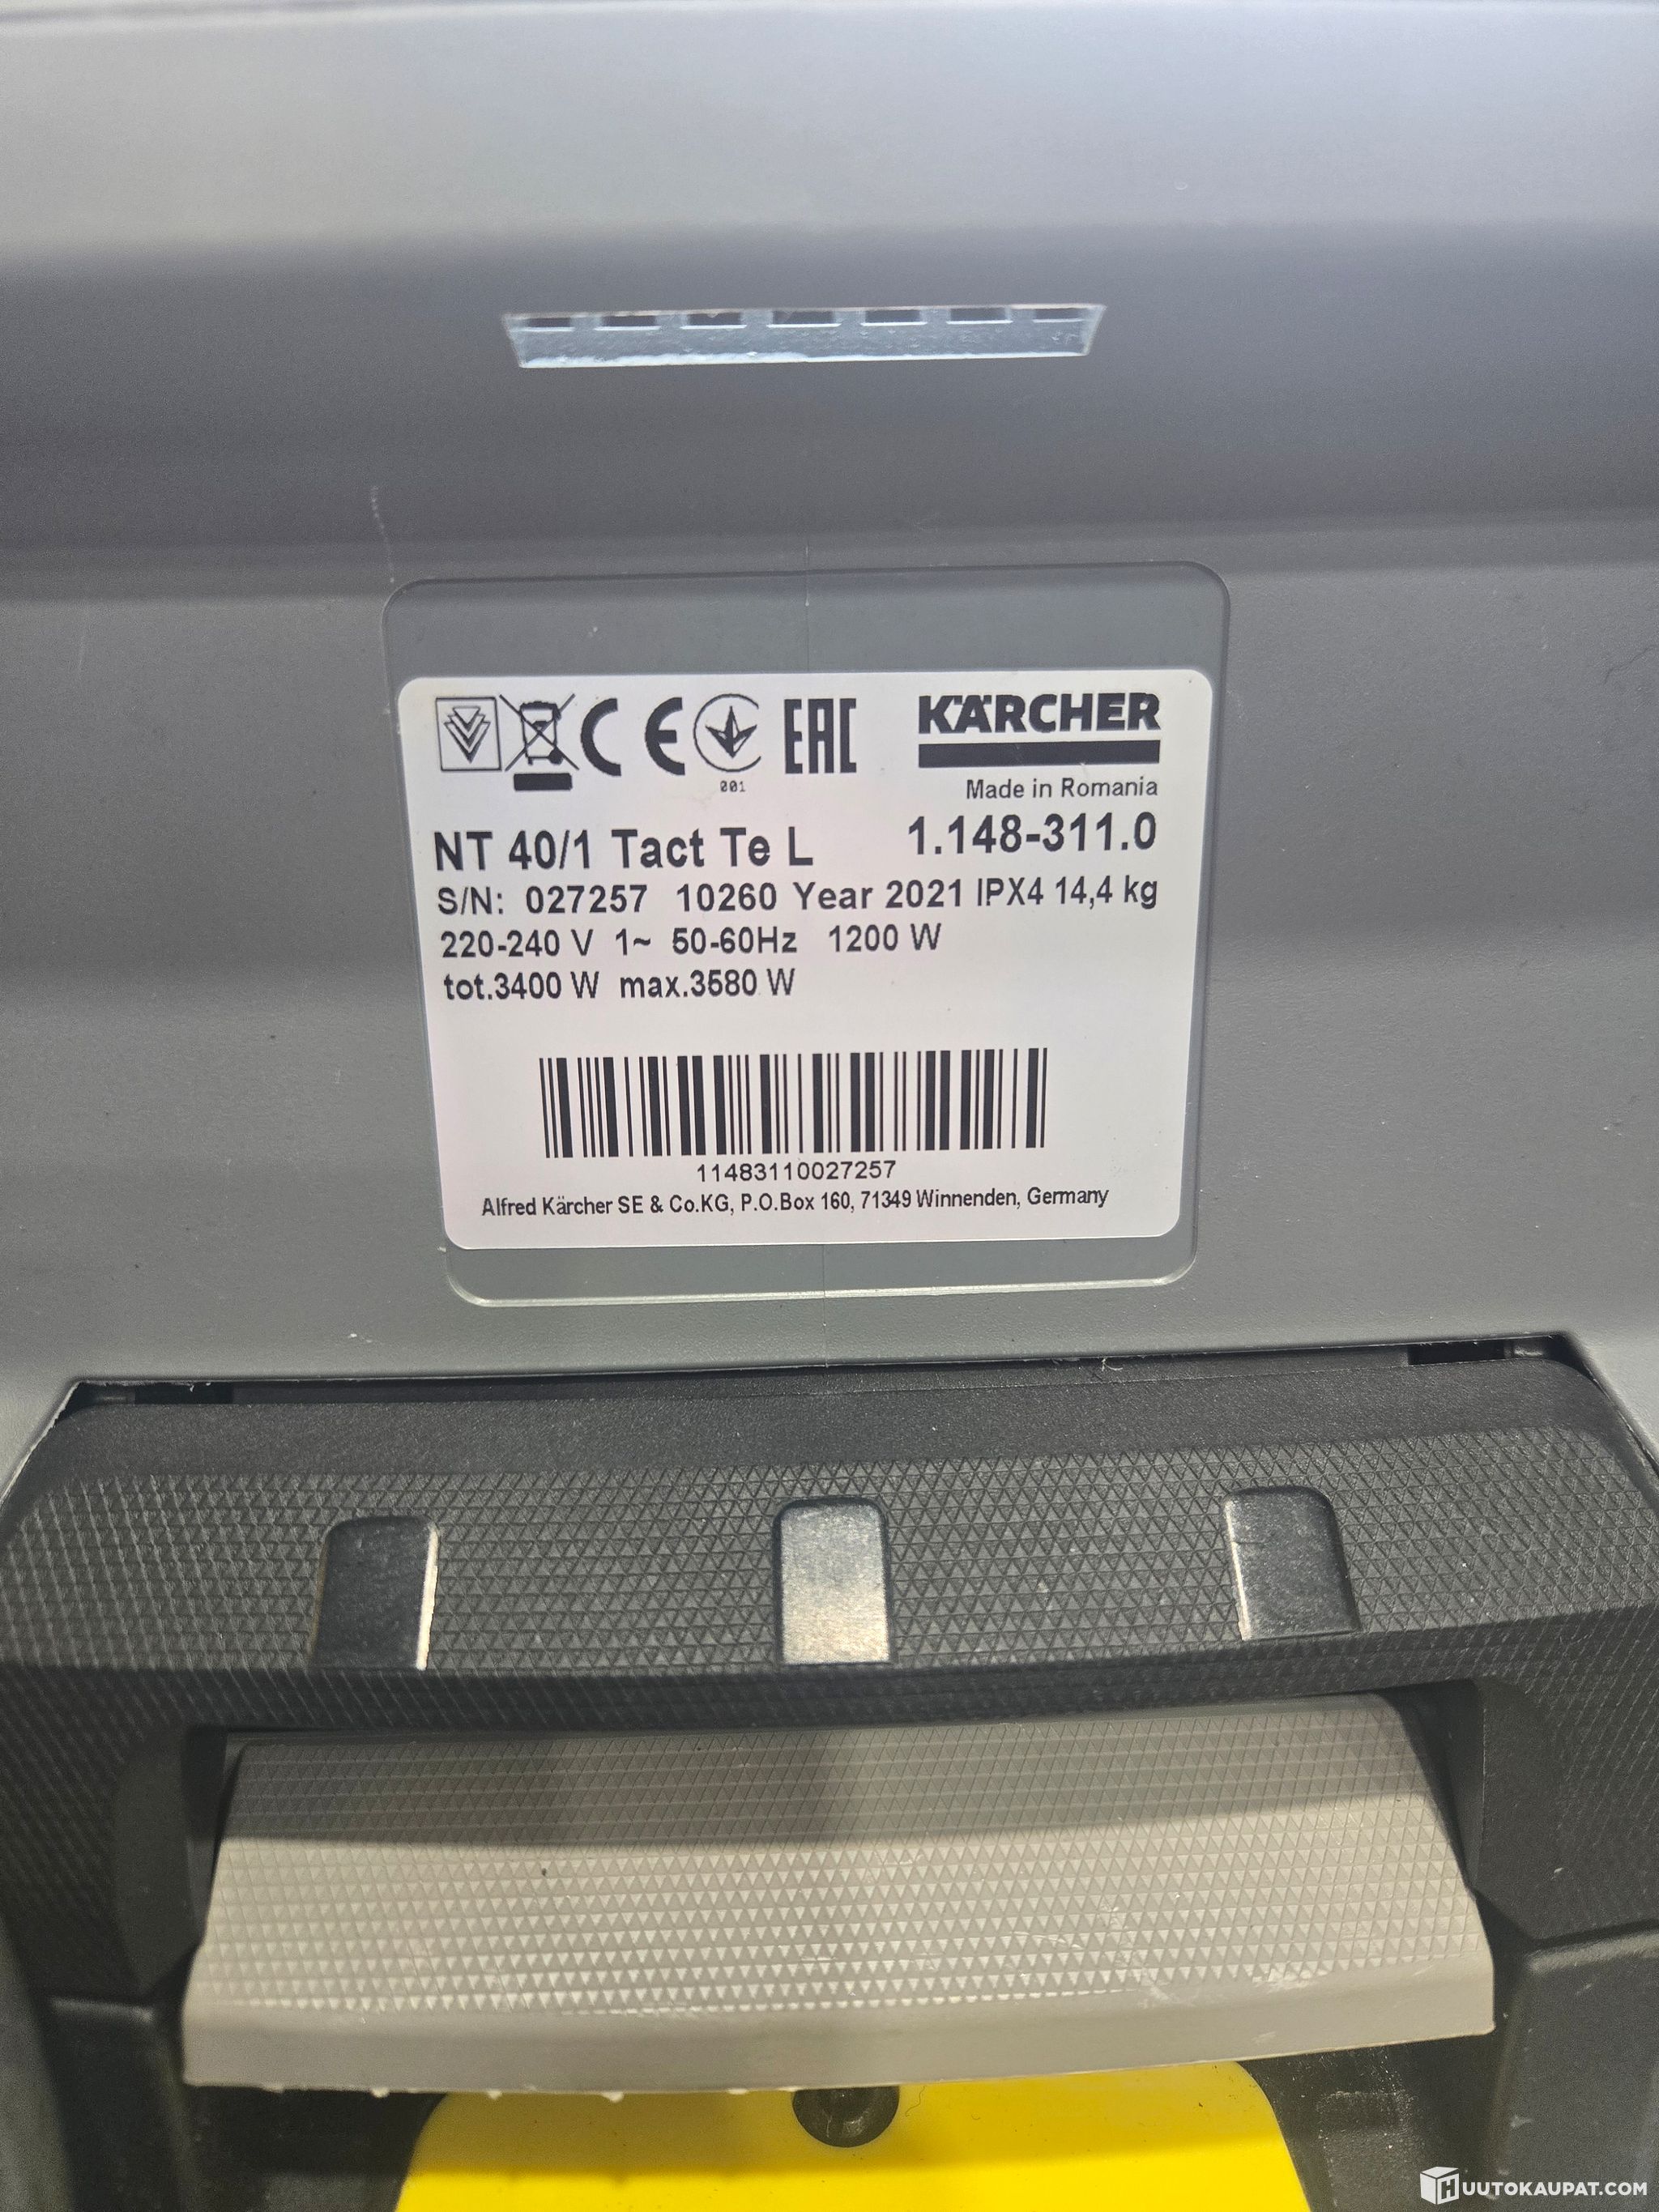 CE
001
EAC
KÄRCHER
Made in Romania
NT 40/1 Tact Te L 1.148-311.0
S/N: 027257 10260 Year 2021 IPX4 14,4 kg
220-240 V 1~ 50-60Hz 1200 W
tot.3400 W max.3580 W
11483110027257
Alfred Kärcher SE & Co.KG, P.O.Box 160, 71349 Winnenden, Germany
HUUTOKAUPAT.COM